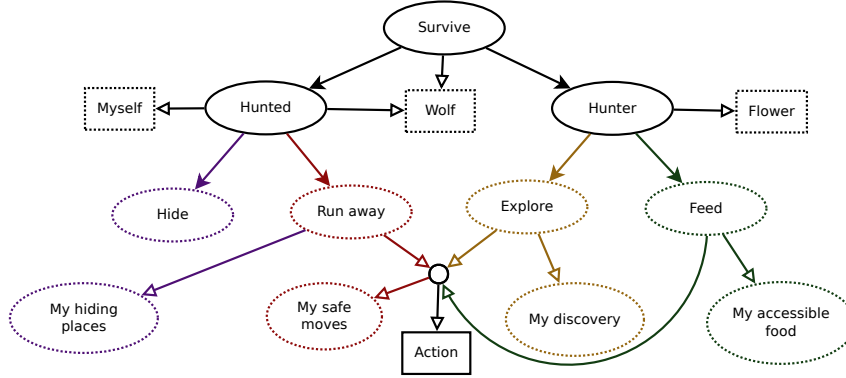 Survive
Myself
Hunted
Wolf
Hunter
Flower
Hide
Run away
Explore
Feed
My hiding
places
My safe
moves
My discovery
My accessible
food
Action